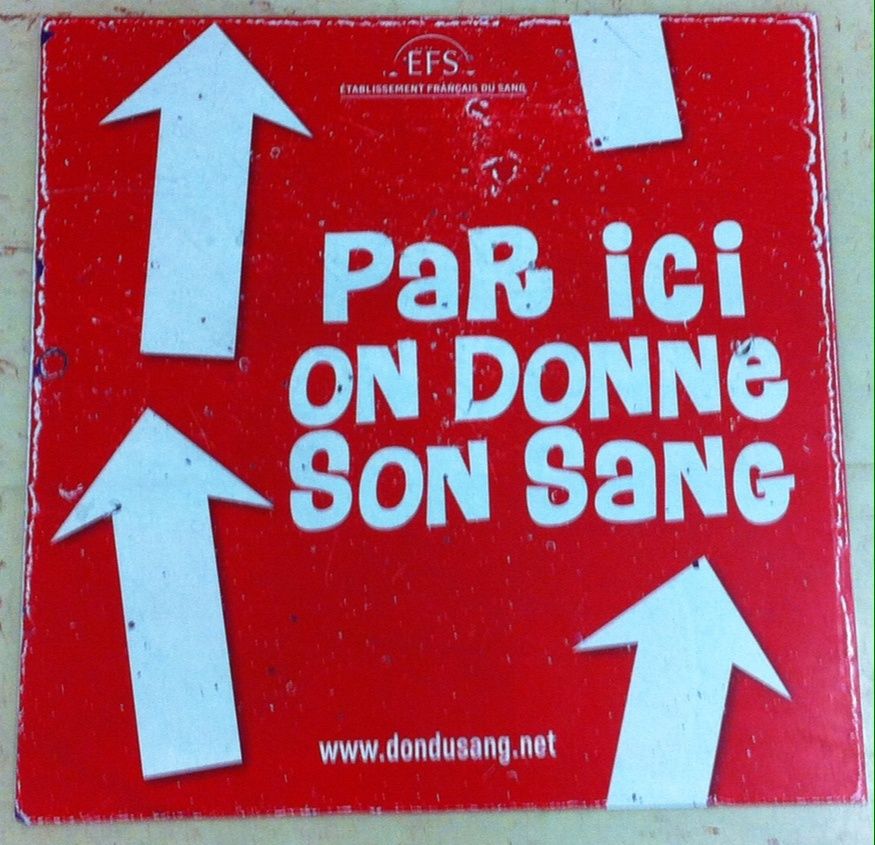 EFS
ÉTABLISSEMENT FRANÇAIS DU SANG
PaR ici
ON DONNe
SON SaNG
www.dondusang.net